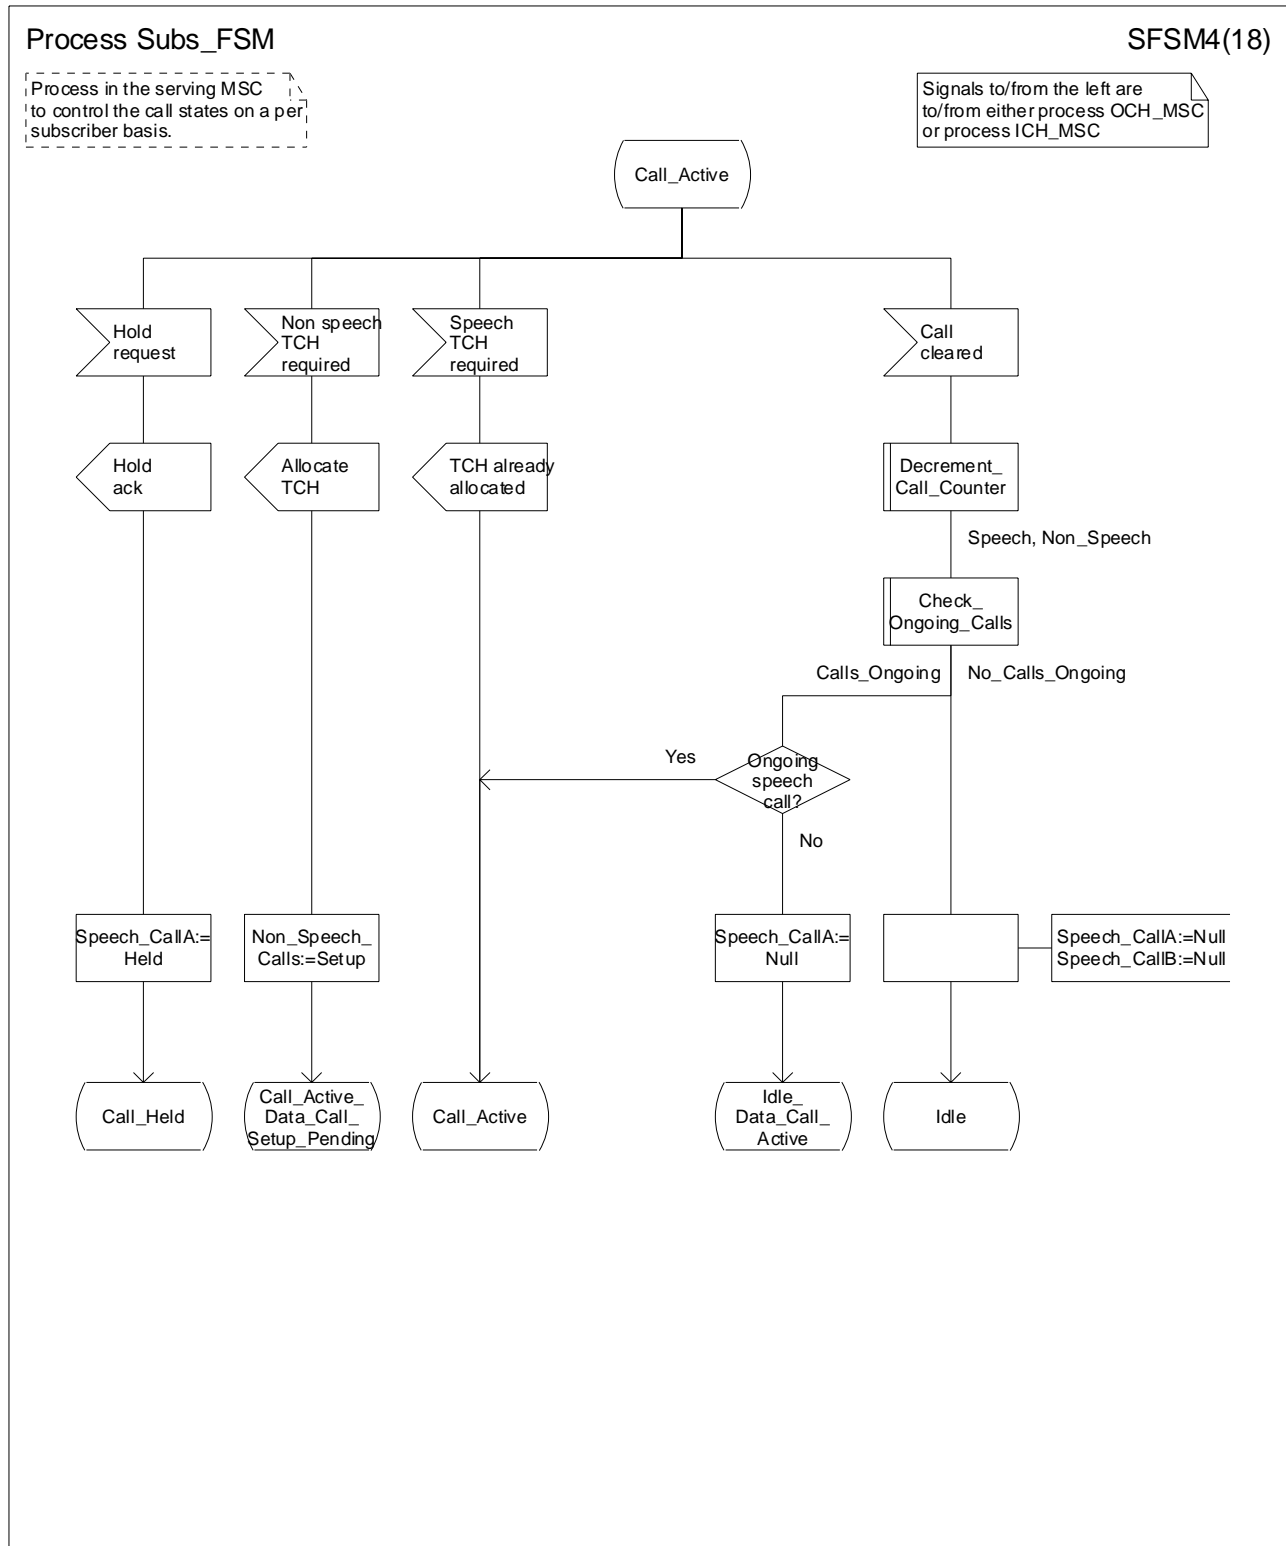 Process Subs_FSM
SFSM4(18)
Process in the serving MSC
to control the call states on a per
subscriber basis.
Signals to/from the left are
to/from either process OCH_MSC
or process ICH_MSC
Call_Active
Hold
request
Non speech
TCH
required
Speech
TCH
required
Call
cleared
Hold
ack
Allocate
TCH
TCH already
allocated
Decrement_
Call_Counter
Speech, Non_Speech
Check_
Ongoing_Calls
Calls_Ongoing
No_Calls_Ongoing
Yes
Ongoing
speech
call?
No
Speech_CallA:=
Held
Non_Speech_
Calls:=Setup
Speech_CallA:=
Null
Speech_CallA:=Null
Speech_CallB:=Null
Call_Held
Call_Active_
Data_Call_
Setup_Pending
Call_Active
Idle_
Data_Call_
Active
Idle